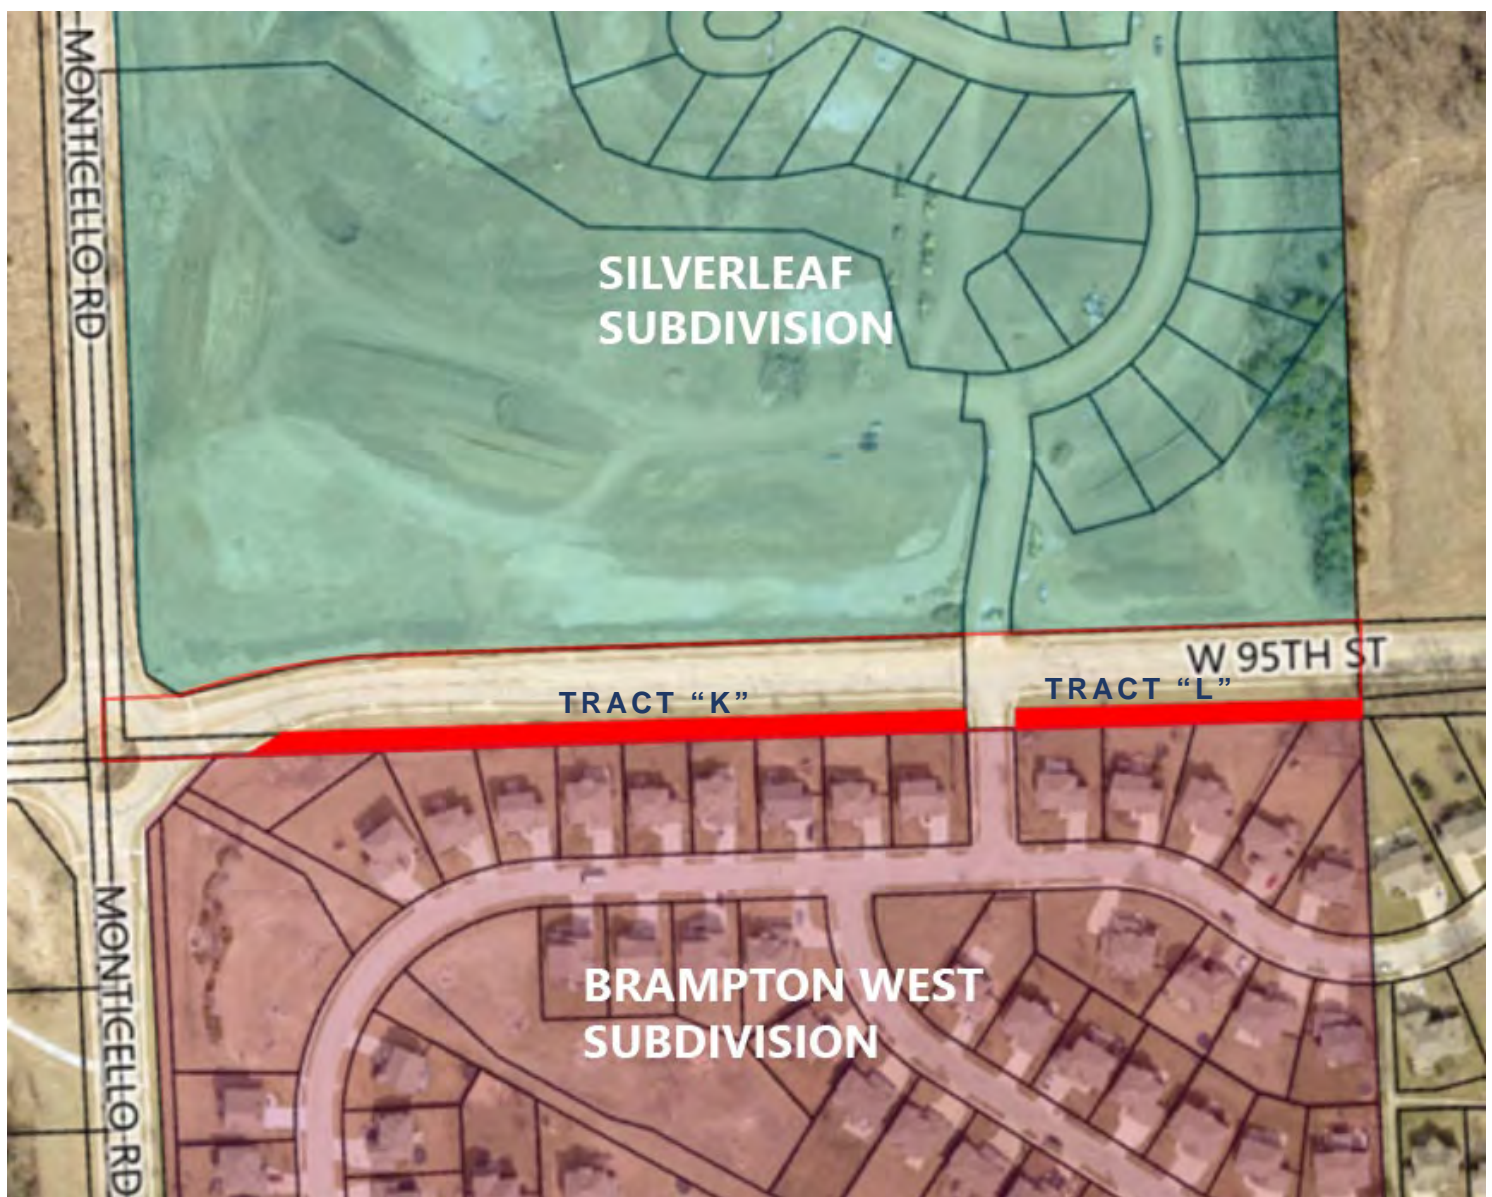 MONTICELLO RD
SILVERLEAF
SUBDIVISION
W 95TH ST
TRACT “K”
TRACT “L”
MONTICELLO RD
BRAMPTON WEST
SUBDIVISION